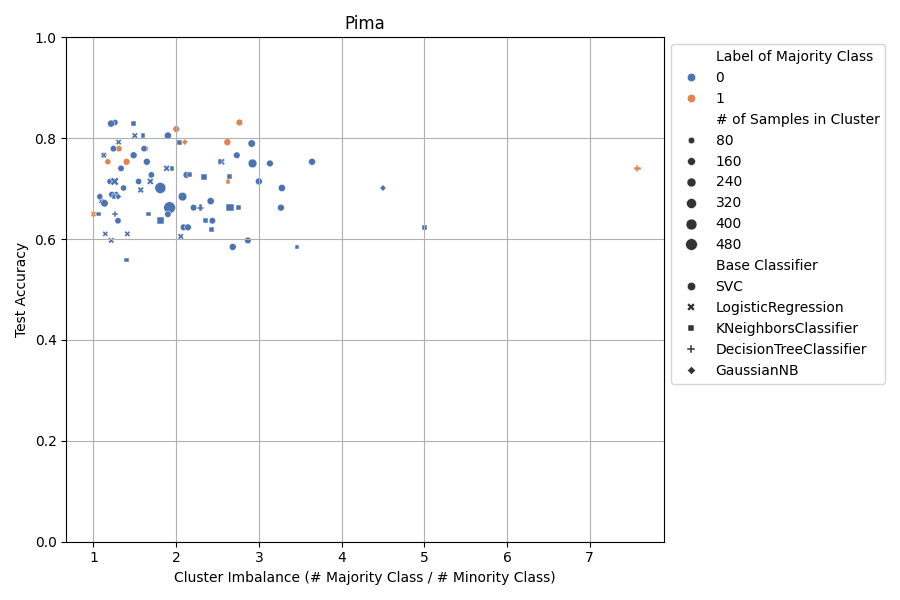 Pima
1.0
0.8
0.6
0.4
0.2
0.0
Test Accuracy
1 2 3 4 5 6 7
Cluster Imbalance (# Majority Class / # Minority Class)
Label of Majority Class
0
1
# of Samples in Cluster
80
160
240
320
400
480
Base Classifier
SVC
LogisticRegression
KNeighborsClassifier
DecisionTreeClassifier
GaussianNB